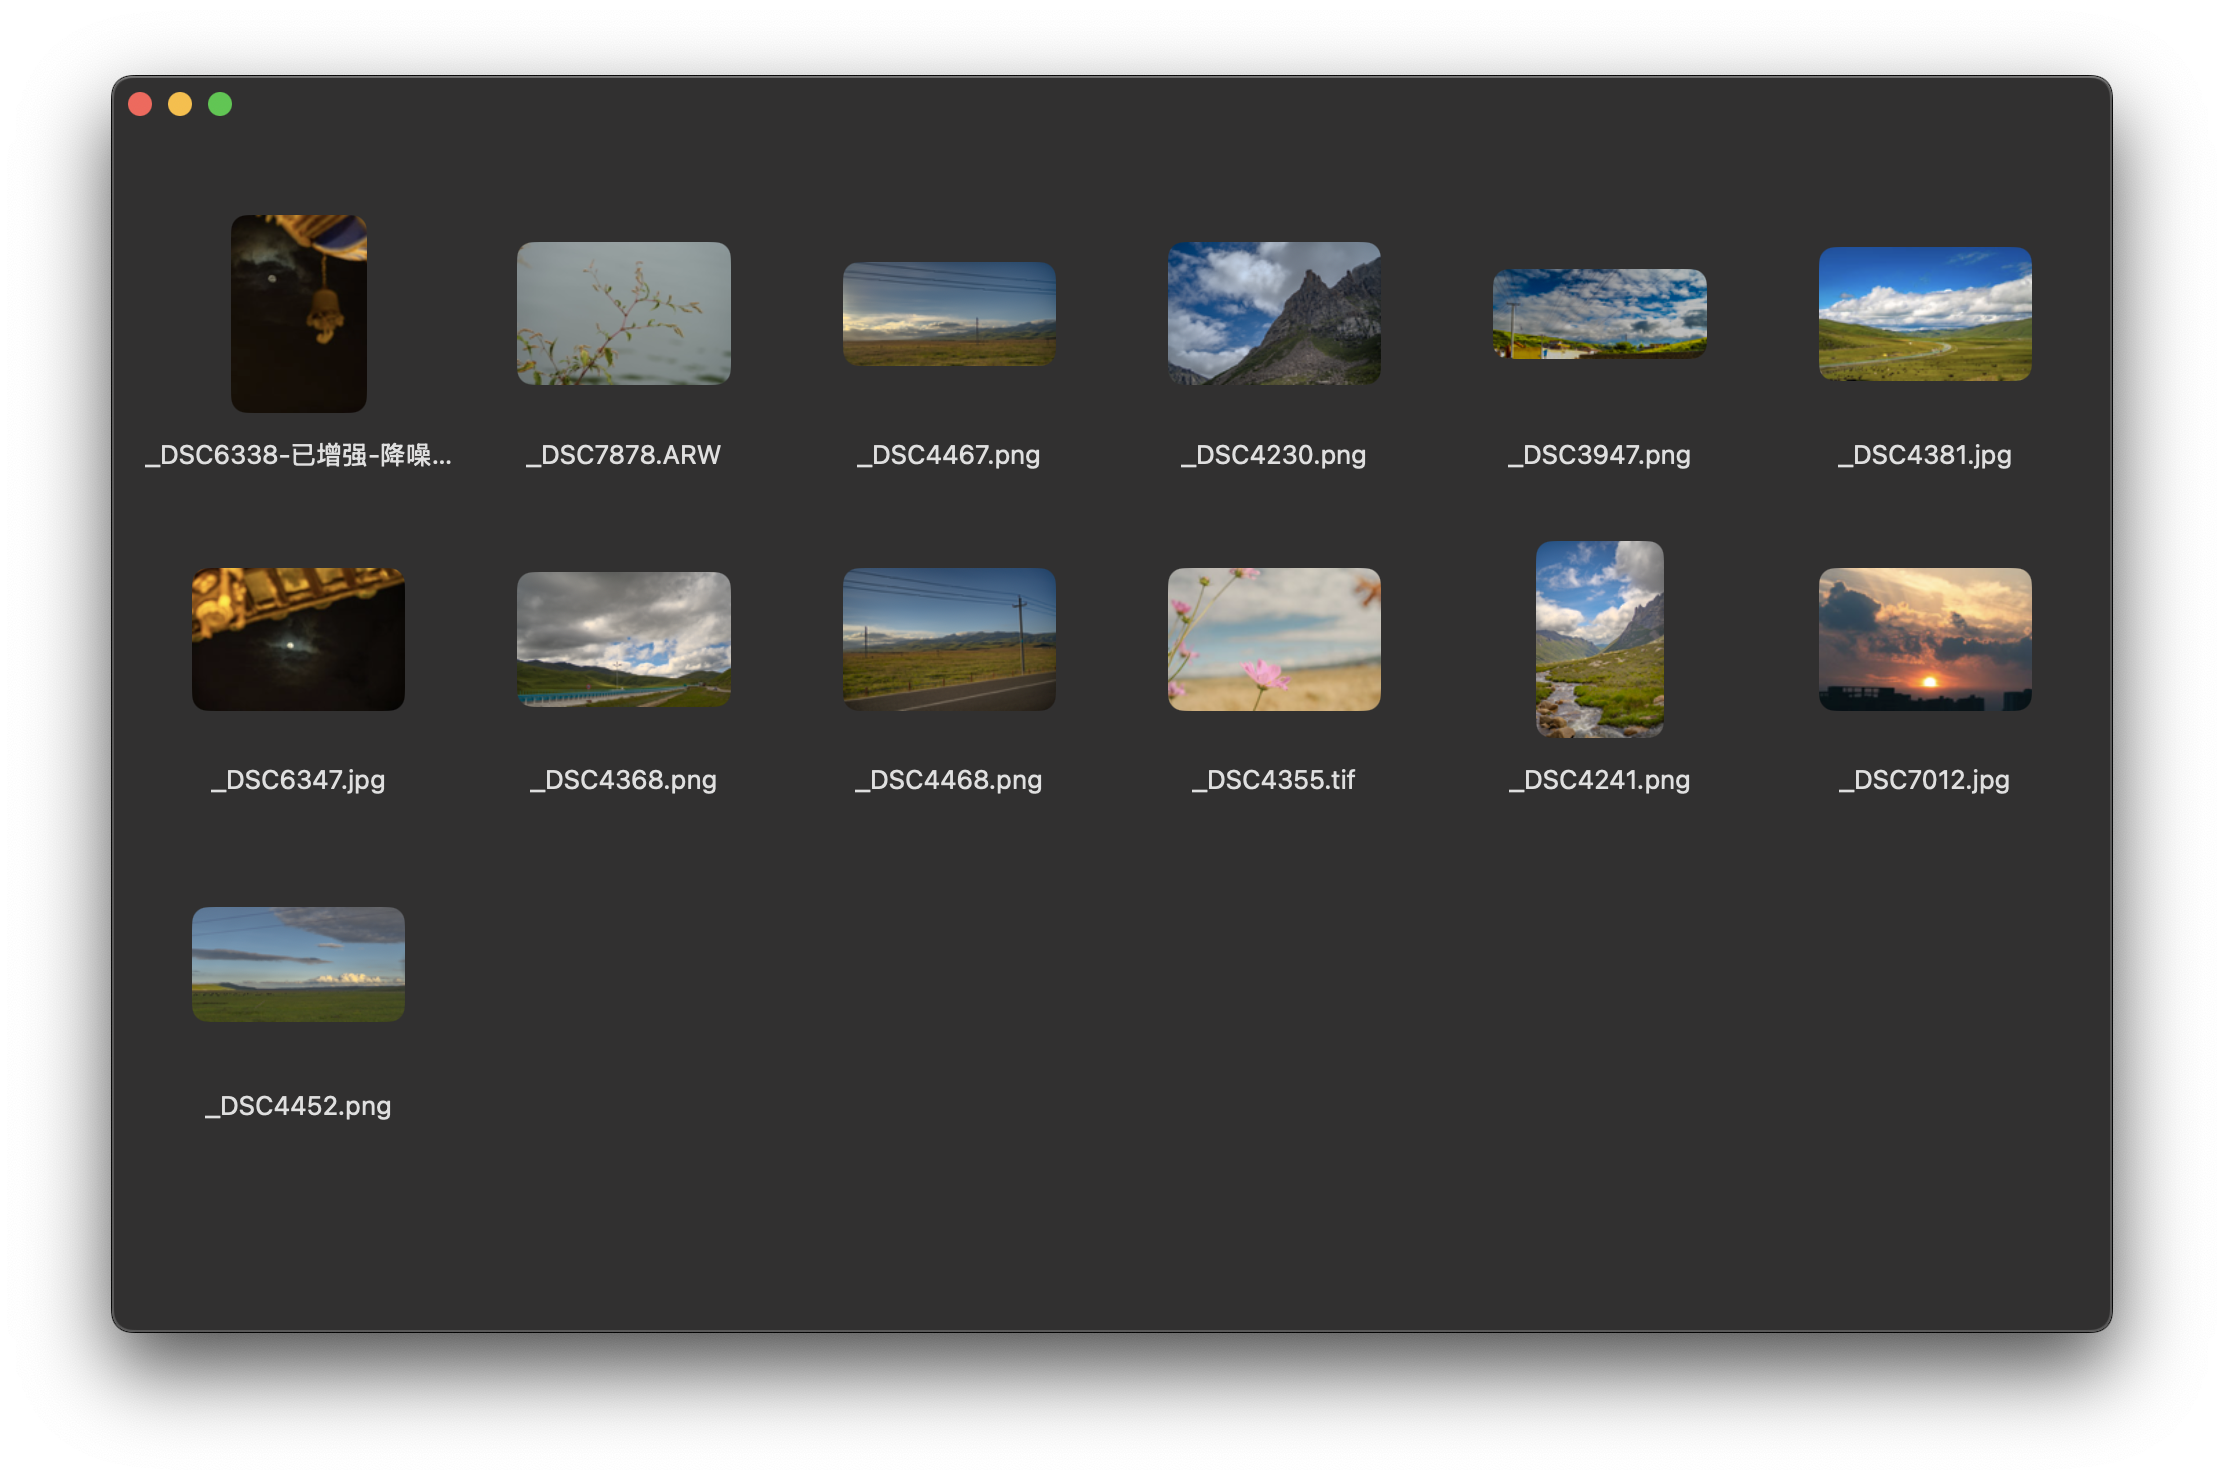 _DSC6338-已增强-降噪...
_DSC7878.ARW
_DSC4467.png
_DSC4230.png
_DSC3947.png
_DSC4381.jpg
_DSC6347.jpg
_DSC4368.png
_DSC4468.png
_DSC4355.tif
_DSC4241.png
_DSC7012.jpg
_DSC4452.png